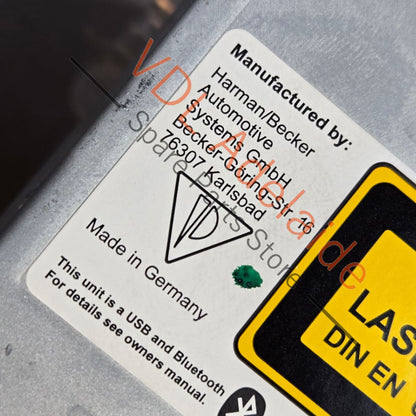 Manufactured by:
Harman/Becker
Automotive
Systems GmbH
Becker-Göring-Str 16
76307 Karlsbad
Made in Germany
This unit is a USB and Bluetooth
For details see owners manual.
LAS
DIN EN
VDL Adelaide
Spare Parts Store